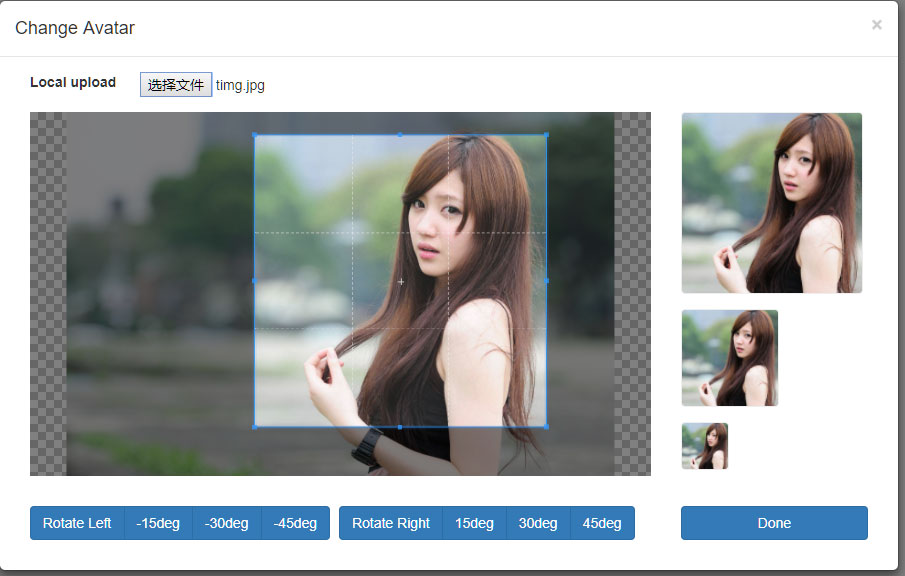 Change Avatar ×
Local upload 选择文件 timg.jpg
Rotate Left -15deg -30deg -45deg Rotate Right 15deg 30deg 45deg Done